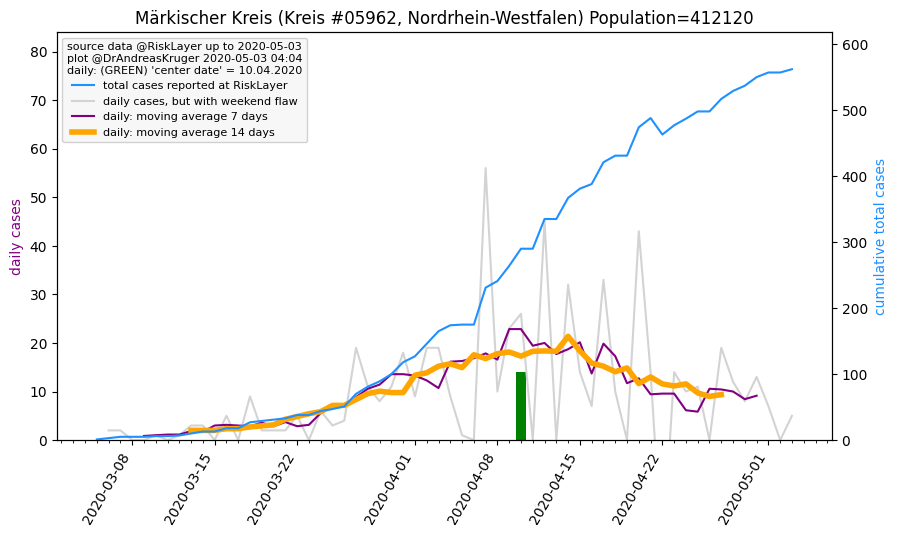 Märkischer Kreis (Kreis #05962, Nordrhein-Westfalen) Population=412120
source data @RiskLayer up to 2020-05-03
plot @DrAndreasKruger 2020-05-03 04:04
daily: (GREEN) 'center date' = 10.04.2020
total cases reported at RiskLayer
daily cases, but with weekend flaw
daily: moving average 7 days
daily: moving average 14 days
daily cases
80
70
60
50
40
30
20
10
0
cumulative total cases
600
500
400
300
200
100
0
2020-03-08
2020-03-15
2020-03-22
2020-04-01
2020-04-08
2020-04-15
2020-04-22
2020-05-01